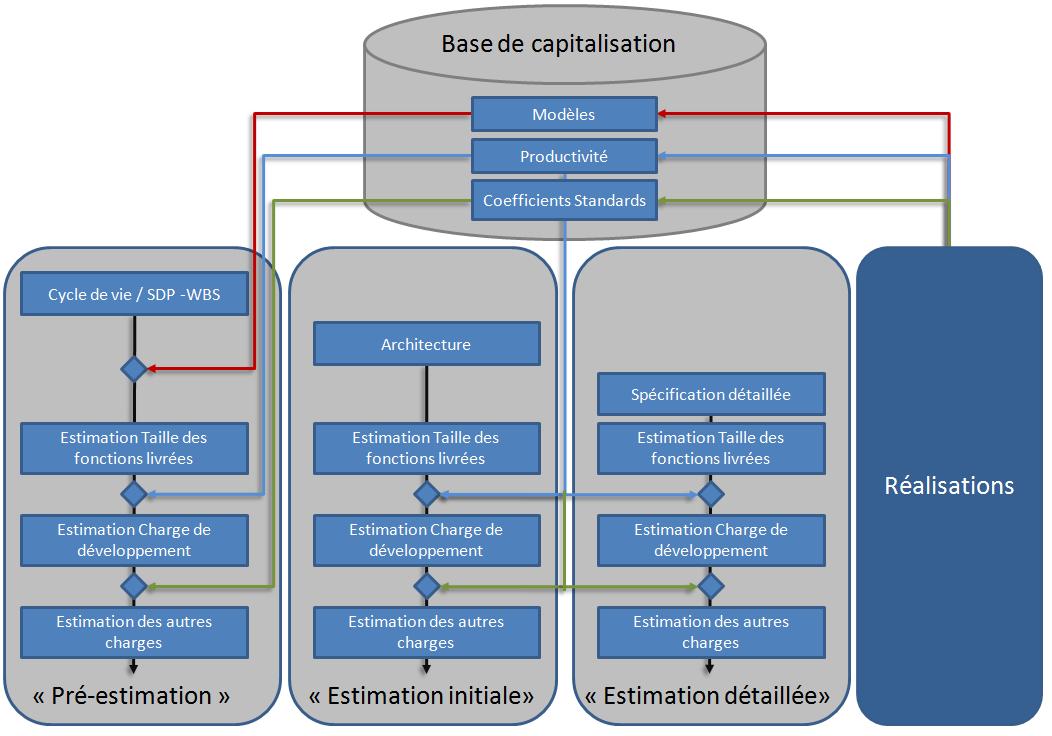 Base de capitalisation
Modèles
Productivité
Coefficients Standards
Cycle de vie / SDP -WBS
Estimation Taille des
fonctions livrées
Estimation Charge de
développement
Estimation des autres
charges
« Pré-estimation »
Architecture
Estimation Taille des
fonctions livrées
Estimation Charge de
développement
Estimation des autres
charges
« Estimation initiale»
Spécification détaillée
Estimation Taille des
fonctions livrées
Estimation Charge de
développement
Estimation des autres
charges
« Estimation détaillée»
Réalisations